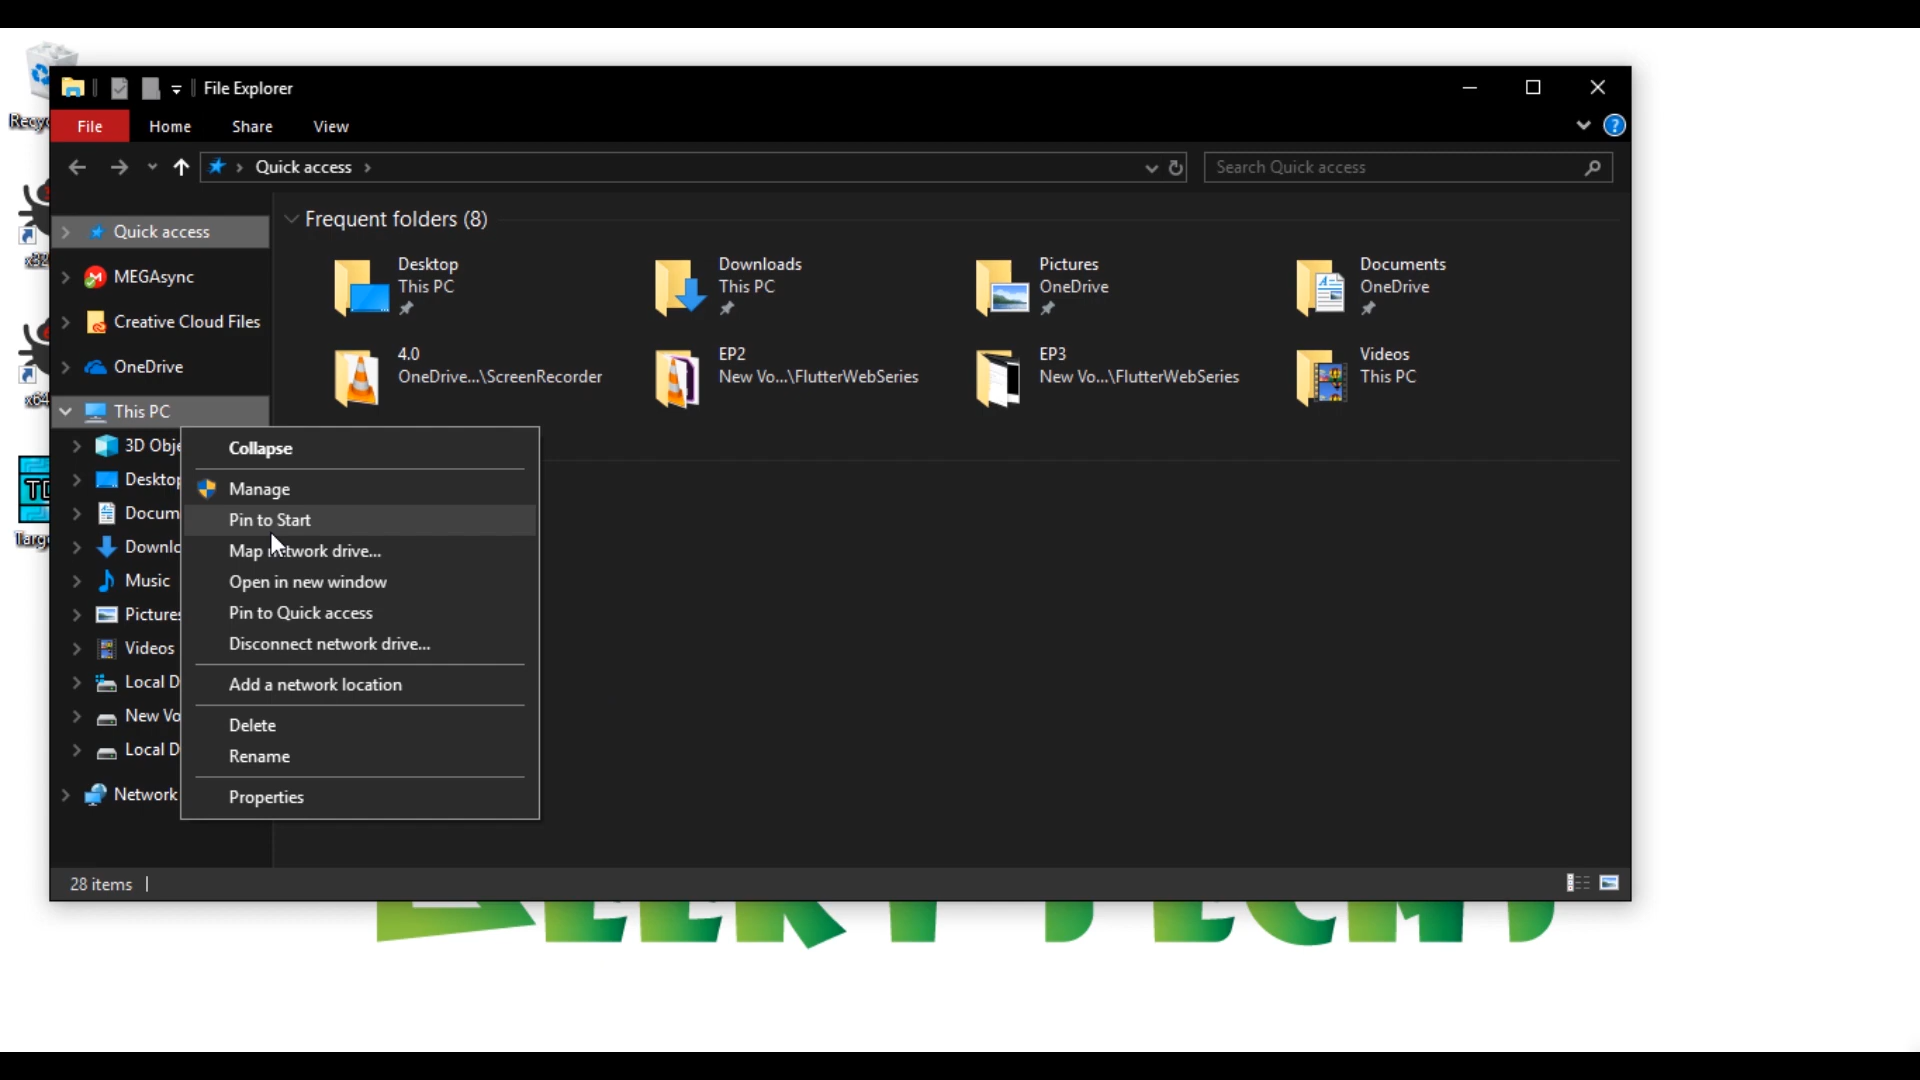 File Explorer
File Home Share View
Quick access
Search Quick access
Quick access
MEGAsync
Creative Cloud Files
OneDrive
This PC
3D Obje
Desktop
Docum
Downlo
Music
Pictures
Videos
Local D
New Vo
Local D
Network
Frequent folders (8)
Desktop
This PC
Downloads
This PC
Pictures
OneDrive
Documents
OneDrive
4.0
OneDrive...\ScreenRecorder
EP2
New Vo...\FlutterWebSeries
EP3
New Vo...\FlutterWebSeries
Videos
This PC
Collapse
Manage
Pin to Start
Map network drive...
Open in new window
Pin to Quick access
Disconnect network drive...
Add a network location
Delete
Rename
Properties
28 items
Recyc
x32
x64
Targ